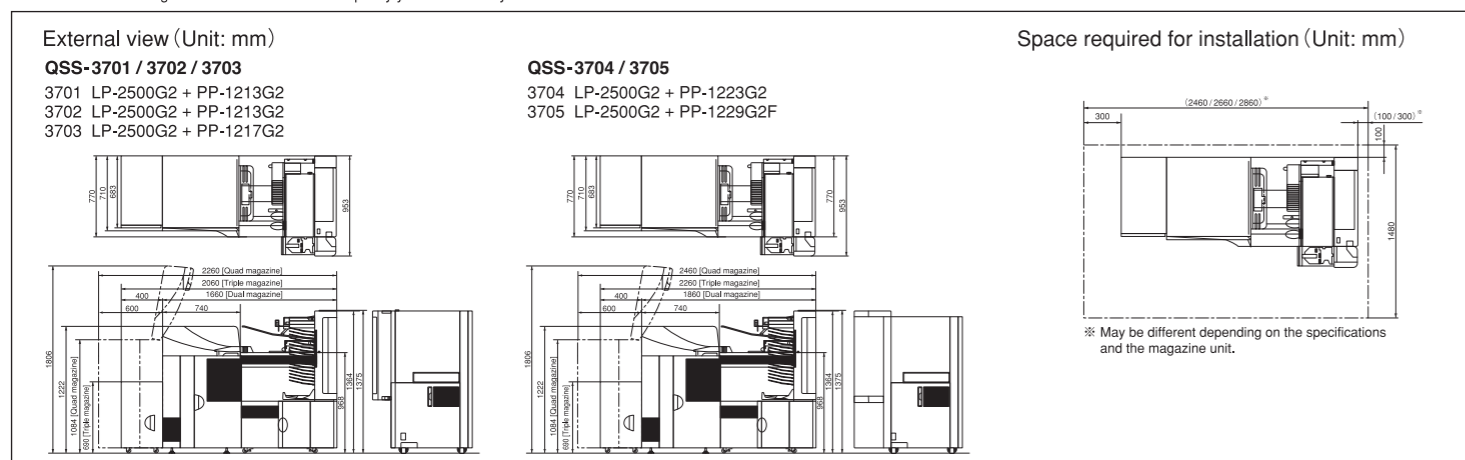 External view (Unit: mm)
QSS-3701 / 3702 / 3703
3701 LP-2500G2 + PP-1213G2
3702 LP-2500G2 + PP-1213G2
3703 LP-2500G2 + PP-1217G2
770
710
683
953
2260 [Quad magazine]
2060 [Triple magazine]
1660 [Dual magazine]
400
600
740
1806
1222
1084 [Quad magazine]
690 [Triple magazine]
968
1364
1375
QSS-3704 / 3705
3704 LP-2500G2 + PP-1223G2
3705 LP-2500G2 + PP-1229G2F
770
710
683
770
953
2460 [Quad magazine]
2260 [Triple magazine]
1860 [Dual magazine]
400
600
740
1806
1222
1084 [Quad magazine]
690 [Triple magazine]
968
1364
1375
Space required for installation (Unit: mm)
(2460 / 2660 / 2860)※
300
(100 / 300)※
100
1480
※ May be different depending on the specifications
and the magazine unit.